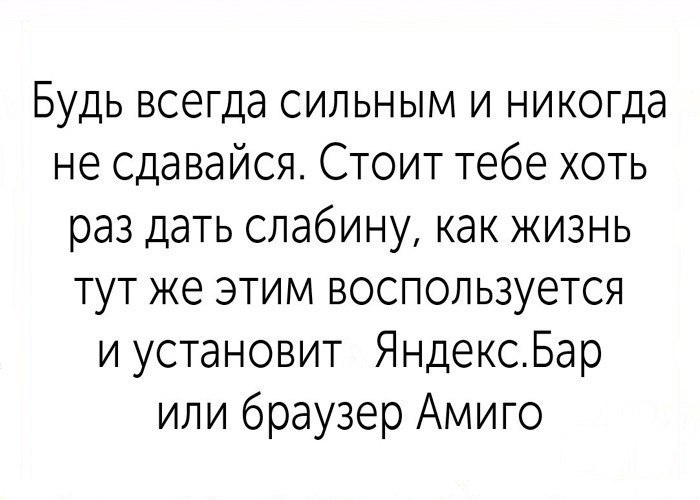 Будь всегда сильным и никогда
не сдавайся. Стоит тебе хоть
раз дать слабину, как жизнь
тут же этим воспользуется
и установит Яндекс.Бар
или браузер Амиго